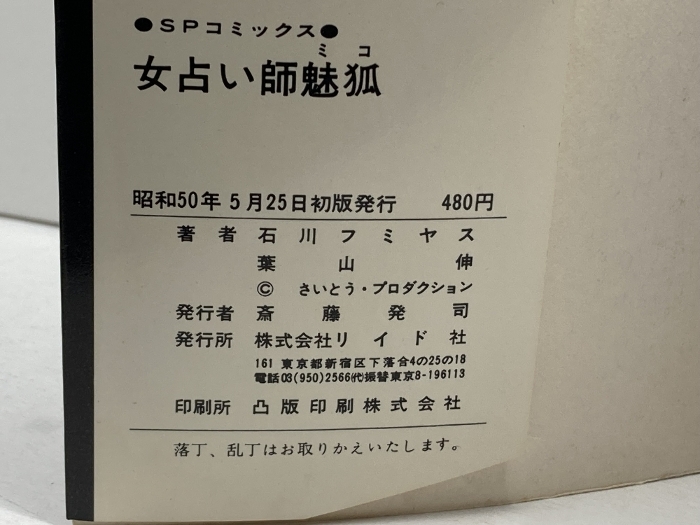 ●SPコミックス●
ミコ
女占い師魅狐
昭和50年5月25日初版発行 480円
著者 石川フミヤス
葉山伸
© さいとう・プロダクション
発行者 斎藤発司
発行所 株式会社リイド社
161 東京都新宿区下落合4の25の18
電話03(950)2566㈹振替東京8-196113
印刷所 凸版印刷株式会社
落丁、乱丁はお取りかえいたします。